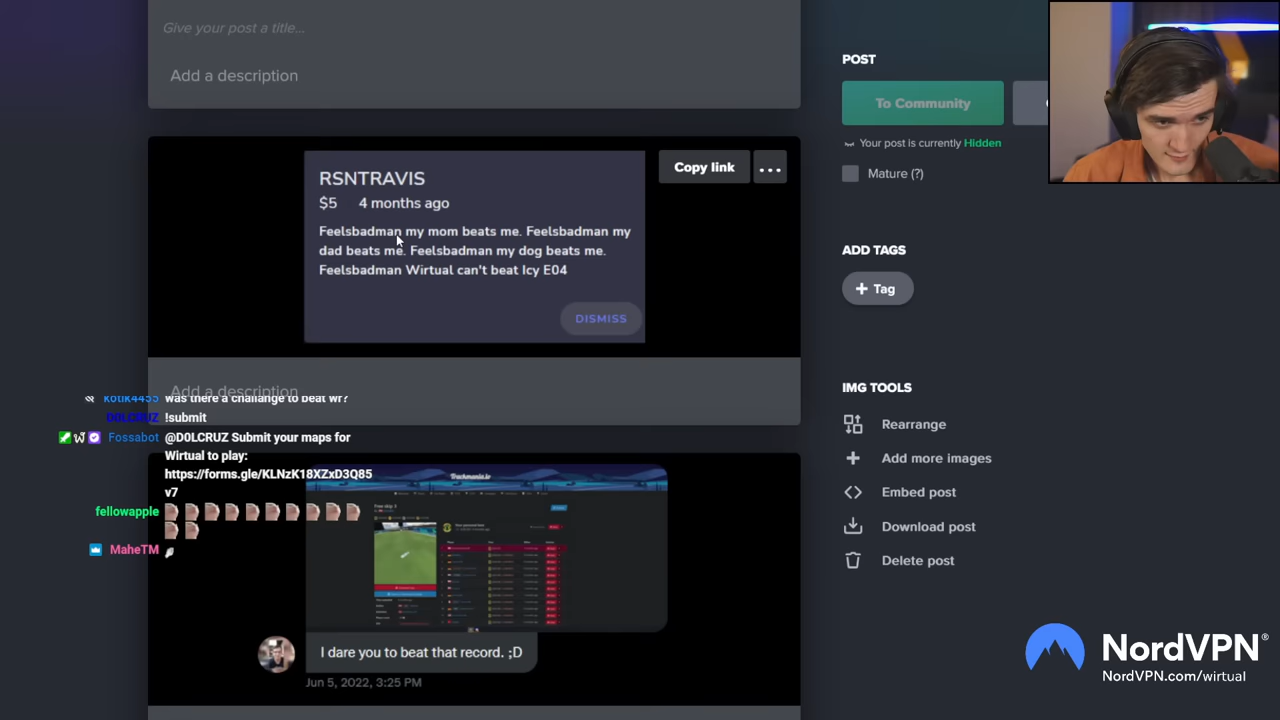 Give your post a title...
Add a description
POST
To Community
Your post is currently Hidden
Mature (?)
RSNTRAVIS
$5 4 months ago
Feelsbadman my mom beats me. Feelsbadman my
dad beats me. Feelsbadman my dog beats me.
Feelsbadman Wirtual can't beat Icy E04
DISMISS
Copy link
...
ADD TAGS
+ Tag
Add a description
kotik4455 was there a challange to beat wr?
D0LCRUZ !submit
Fossabot @D0LCRUZ Submit your maps for
Wirtual to play:
https://forms.gle/KLNzK18XZxD3Q85
v7
fellowapple
MaheTM
Trackmania.io
I dare you to beat that record. ;D
Jun 5, 2022, 3:25 PM
IMG TOOLS
Rearrange
Add more images
Embed post
Download post
Delete post
NordVPN®
NordVPN.com/wirtual